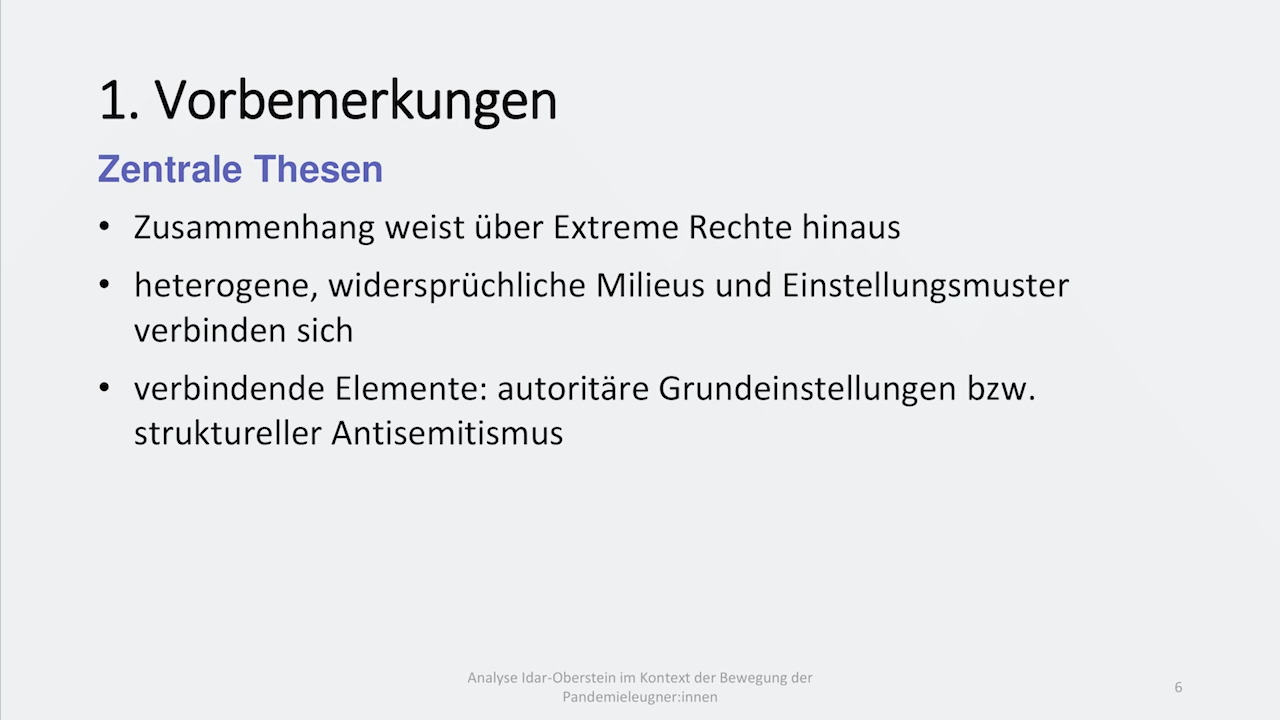 1. Vorbemerkungen
Zentrale Thesen
• Zusammenhang weist über Extreme Rechte hinaus
• heterogene, widersprüchliche Milieus und Einstellungsmuster
verbinden sich
• verbindende Elemente: autoritäre Grundeinstellungen bzw.
struktureller Antisemitismus
Analyse Idar-Oberstein im Kontext der Bewegung der
Pandemieleugner:innen
6